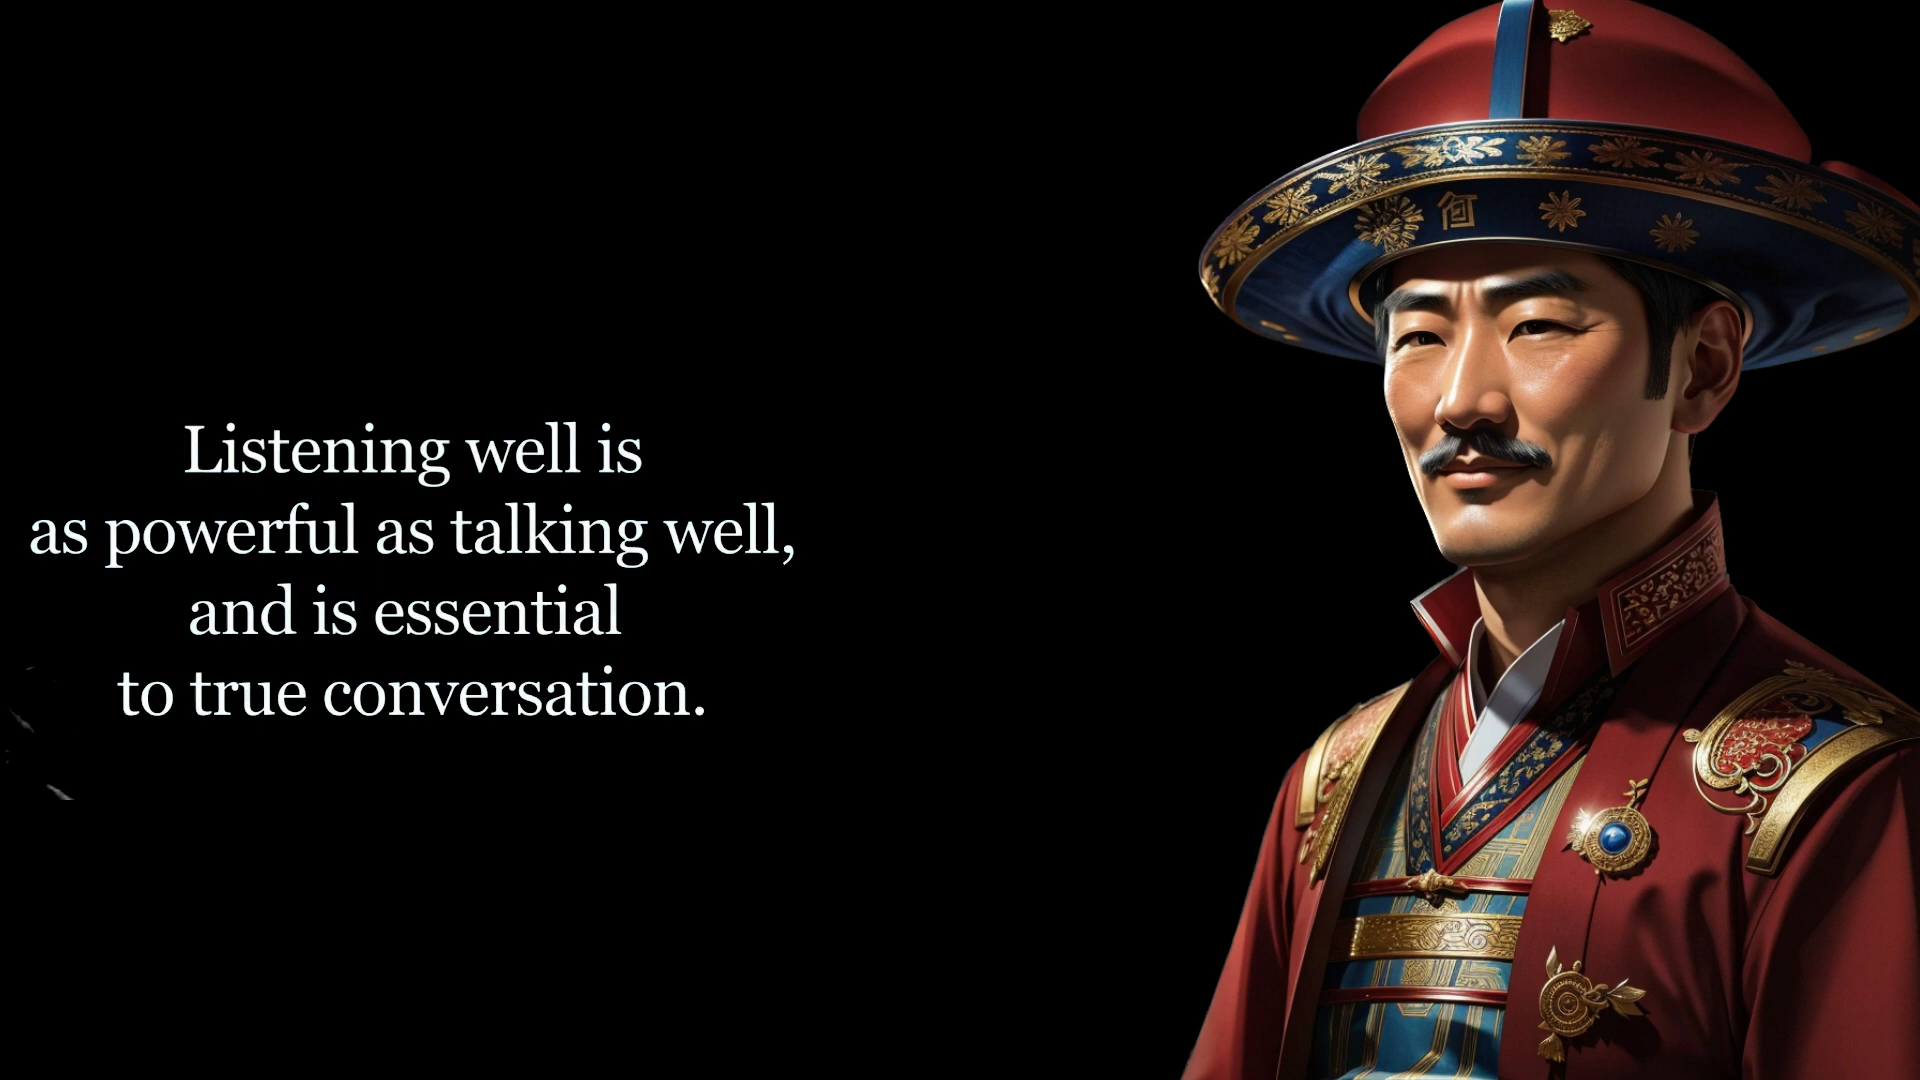 Listening well is
as powerful as talking well,
and is essential
to true conversation.